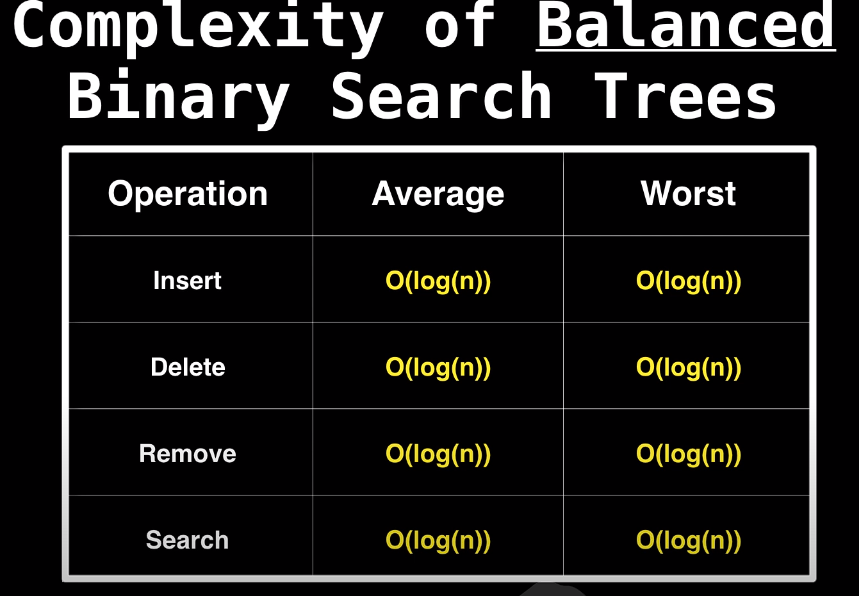 Complexity of Balanced
Binary Search Trees
Operation Average Worst
Insert O(log(n)) O(log(n))
Delete O(log(n)) O(log(n))
Remove O(log(n)) O(log(n))
Search O(log(n)) O(log(n))